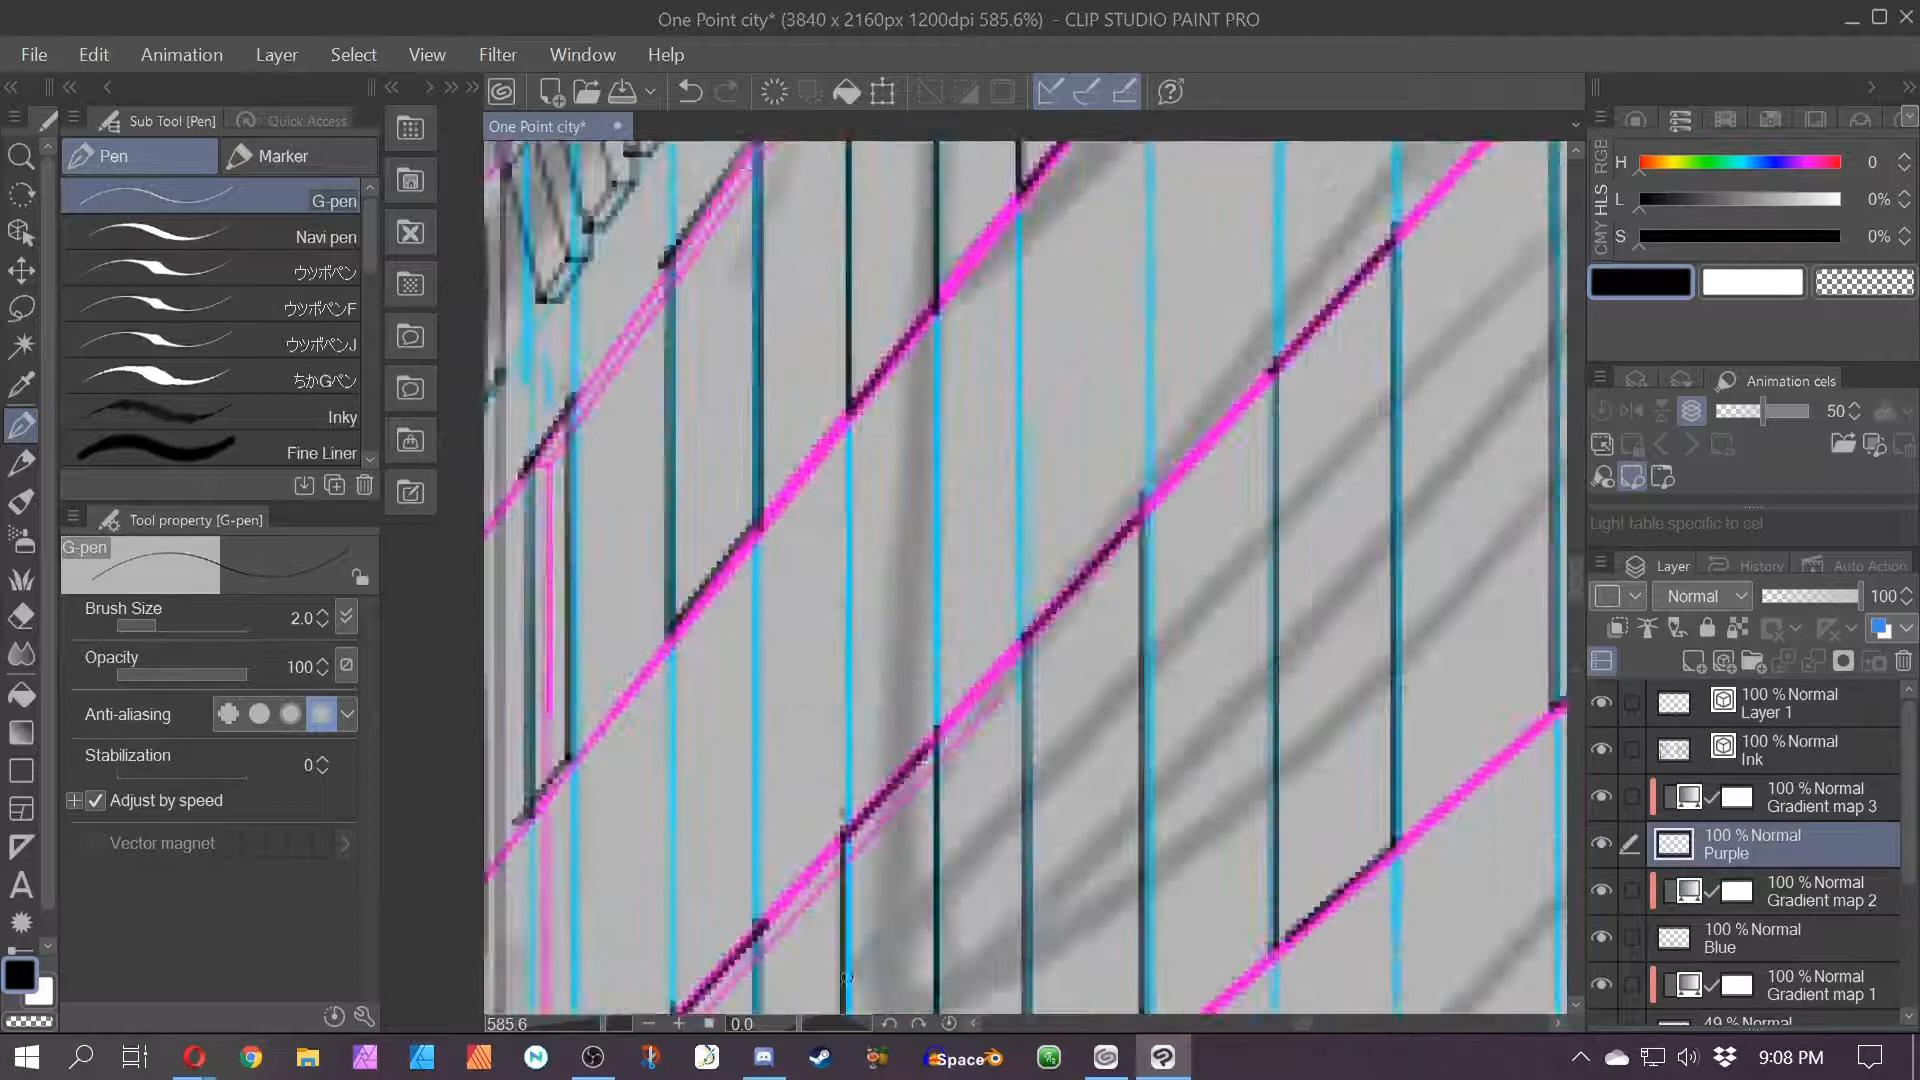 One Point city* (3840 x 2160px 1200dpi 585.6%) - CLIP STUDIO PAINT PRO
File Edit Animation Layer Select View Filter Window Help
Sub Tool [Pen] Quick Access
One Point city*
Pen Marker
G-pen
Navi pen
ウツボペン
ウツボペンF
ウツボペンJ
ちかGペン
Inky
Fine Liner
Tool property [G-pen]
G-pen
Brush Size 2.0
Opacity 100
Anti-aliasing
Stabilization 0
Adjust by speed
Vector magnet
585.6 0.0
RGB HLS CMY
H 0
L 0%
S 0%
Animation cels
50
Light table specific to cel
Layer History Auto Action
Normal 100
100 % Normal
Layer 1
100 % Normal
Ink
100 % Normal
Gradient map 3
100 % Normal
Purple
100 % Normal
Gradient map 2
100 % Normal
Blue
100 % Normal
Gradient map 1
49 % Normal
Space
9:08 PM